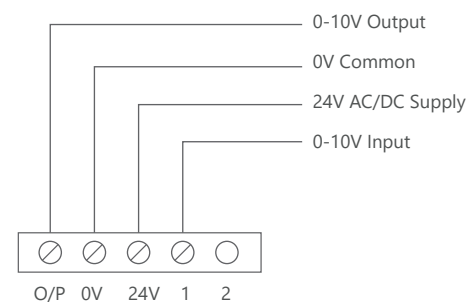 0-10V Output
0V Common
24V AC/DC Supply
0-10V Input
O/P 0V 24V 1 2